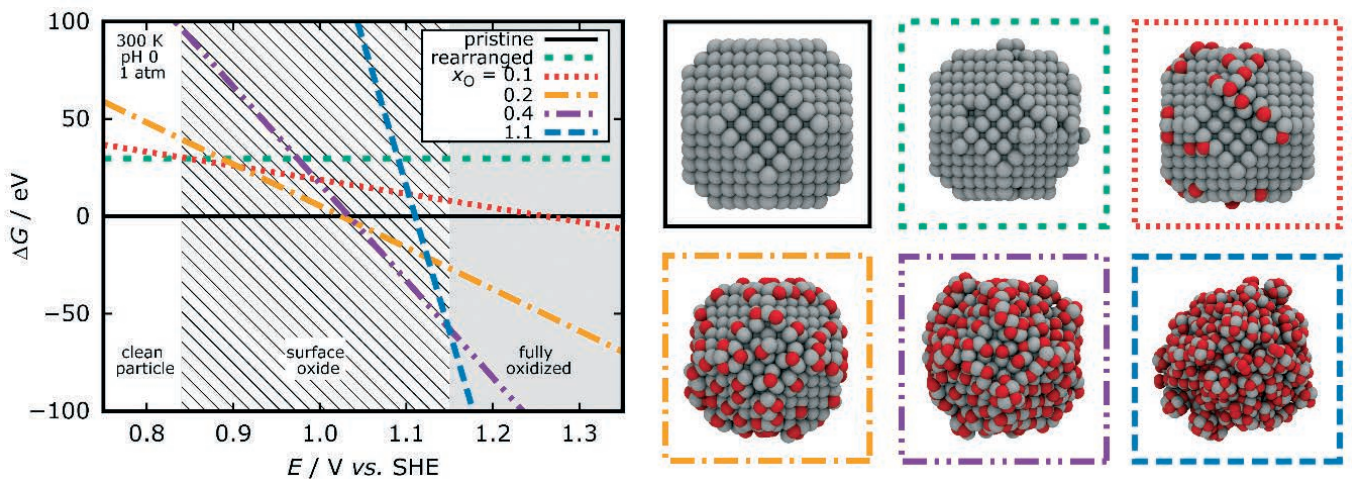 100
50
0
−50
−100
ΔG / eV
300 K
pH 0
1 atm
pristine
rearranged
xO = 0.1
0.2
0.4
1.1
clean
particle
surface
oxide
fully
oxidized
0.8 0.9 1.0 1.1 1.2 1.3
E / V vs. SHE